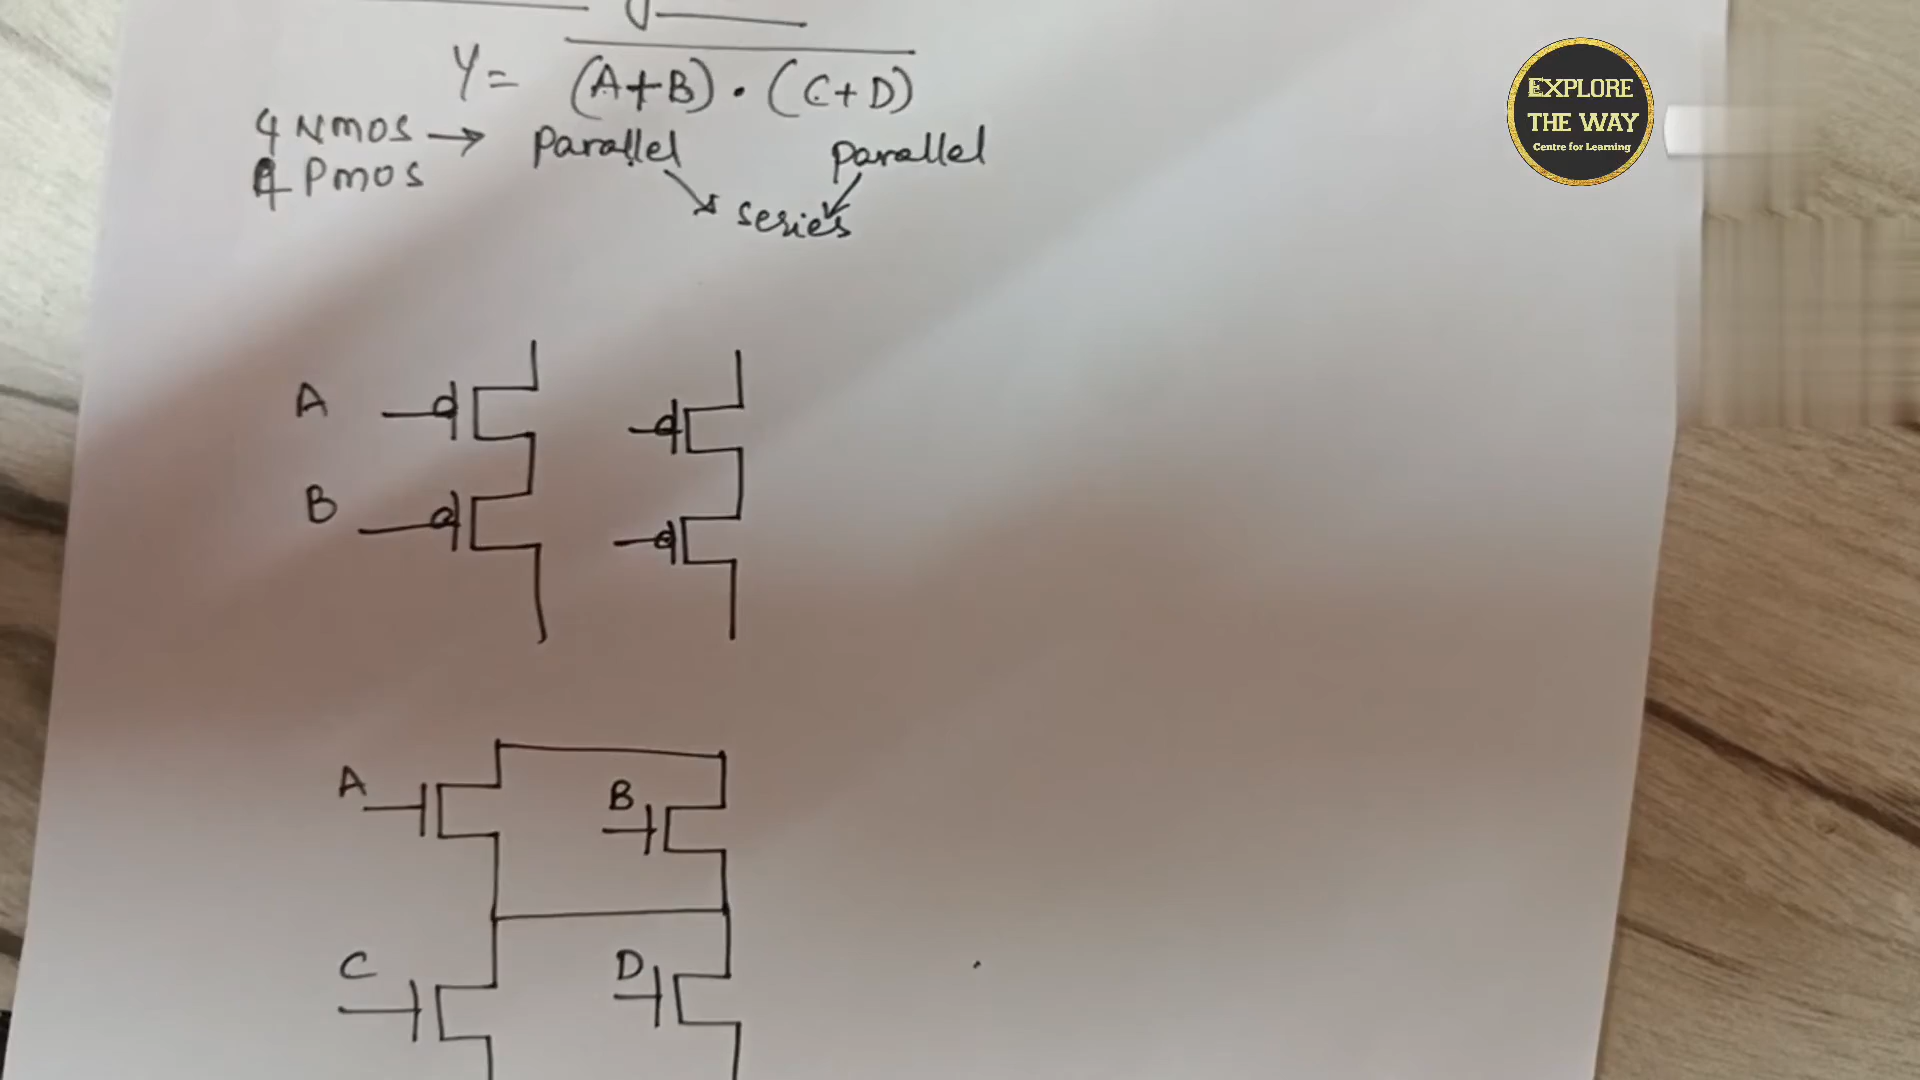 Y = (A+B) · (C+D)
4 NMOS → Parallel parallel
4 PMOS
series
A
B
A
B
C
D
EXPLORE
THE WAY
Centre for Learning